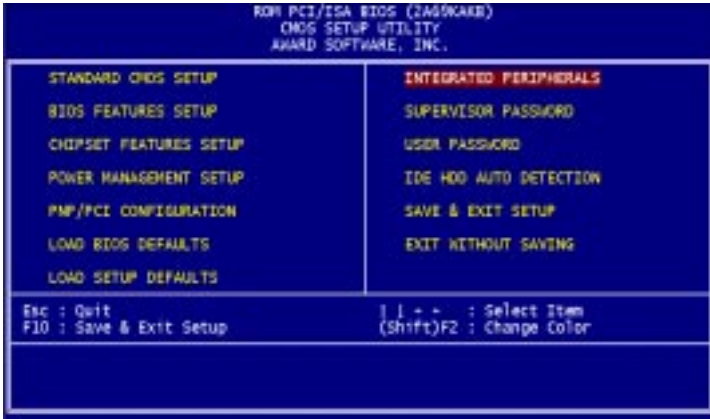 ROM PCI/ISA BIOS (2A69KAKB)
CMOS SETUP UTILITY
AWARD SOFTWARE, INC.
STANDARD CMOS SETUP
BIOS FEATURES SETUP
CHIPSET FEATURES SETUP
POWER MANAGEMENT SETUP
PNP/PCI CONFIGURATION
LOAD BIOS DEFAULTS
LOAD SETUP DEFAULTS
INTEGRATED PERIPHERALS
SUPERVISOR PASSWORD
USER PASSWORD
IDE HDD AUTO DETECTION
SAVE & EXIT SETUP
EXIT WITHOUT SAVING
Esc : Quit
F10 : Save & Exit Setup
: Select Item
(Shift)F2 : Change Color